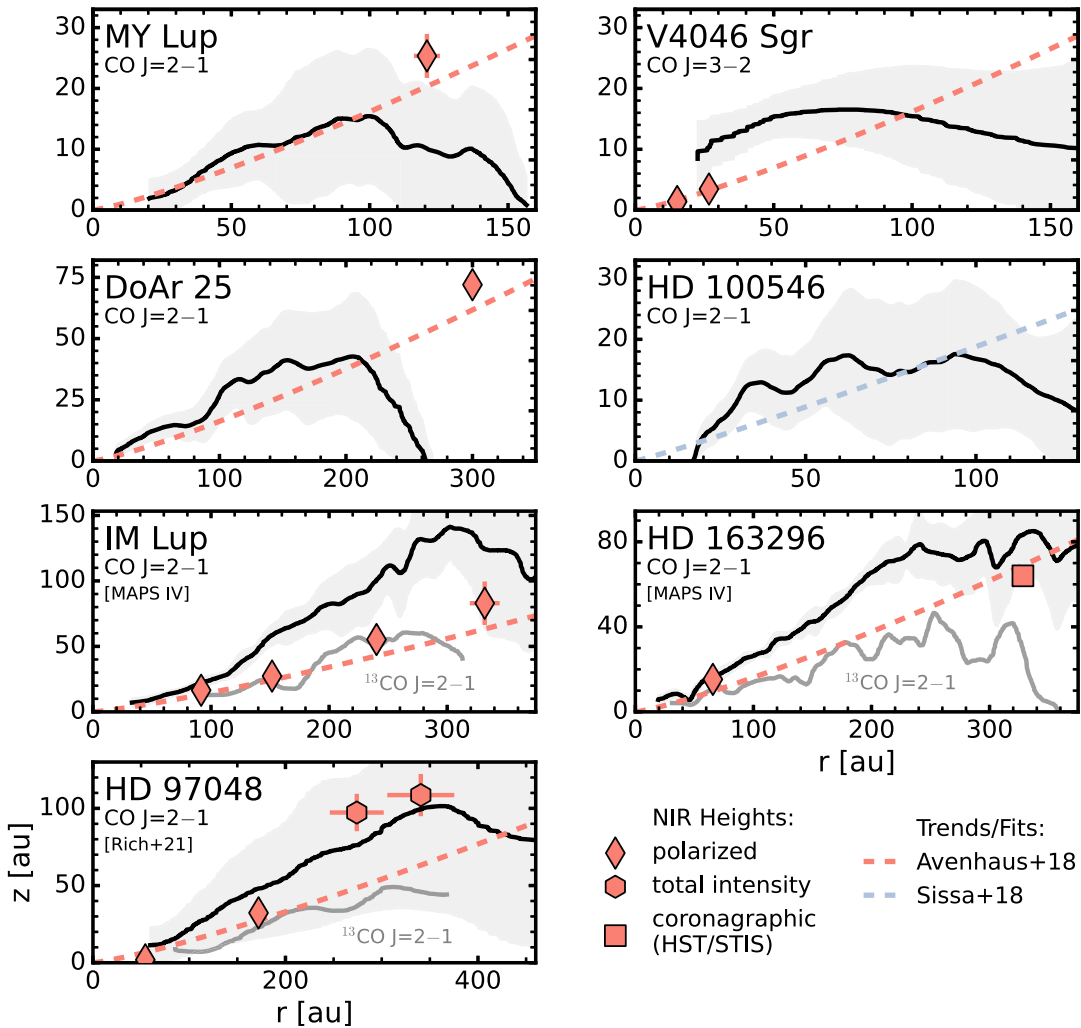 MY Lup
CO J=2−1
30
20
10
0
0 50 100 150
V4046 Sgr
CO J=3−2
30
20
10
0
0 50 100 150
DoAr 25
CO J=2−1
75
50
25
0
0 100 200 300
HD 100546
CO J=2−1
30
20
10
0
0 50 100
IM Lup
CO J=2−1
[MAPS IV]
¹³CO J=2−1
150
100
50
0
0 100 200 300
HD 163296
CO J=2−1
[MAPS IV]
¹³CO J=2−1
80
40
0
0 100 200 300
r [au]
HD 97048
CO J=2−1
[Rich+21]
¹³CO J=2−1
z [au]
100
50
0
0 200 400
r [au]
NIR Heights:
polarized
total intensity
coronagraphic
(HST/STIS)
Trends/Fits:
Avenhaus+18
Sissa+18